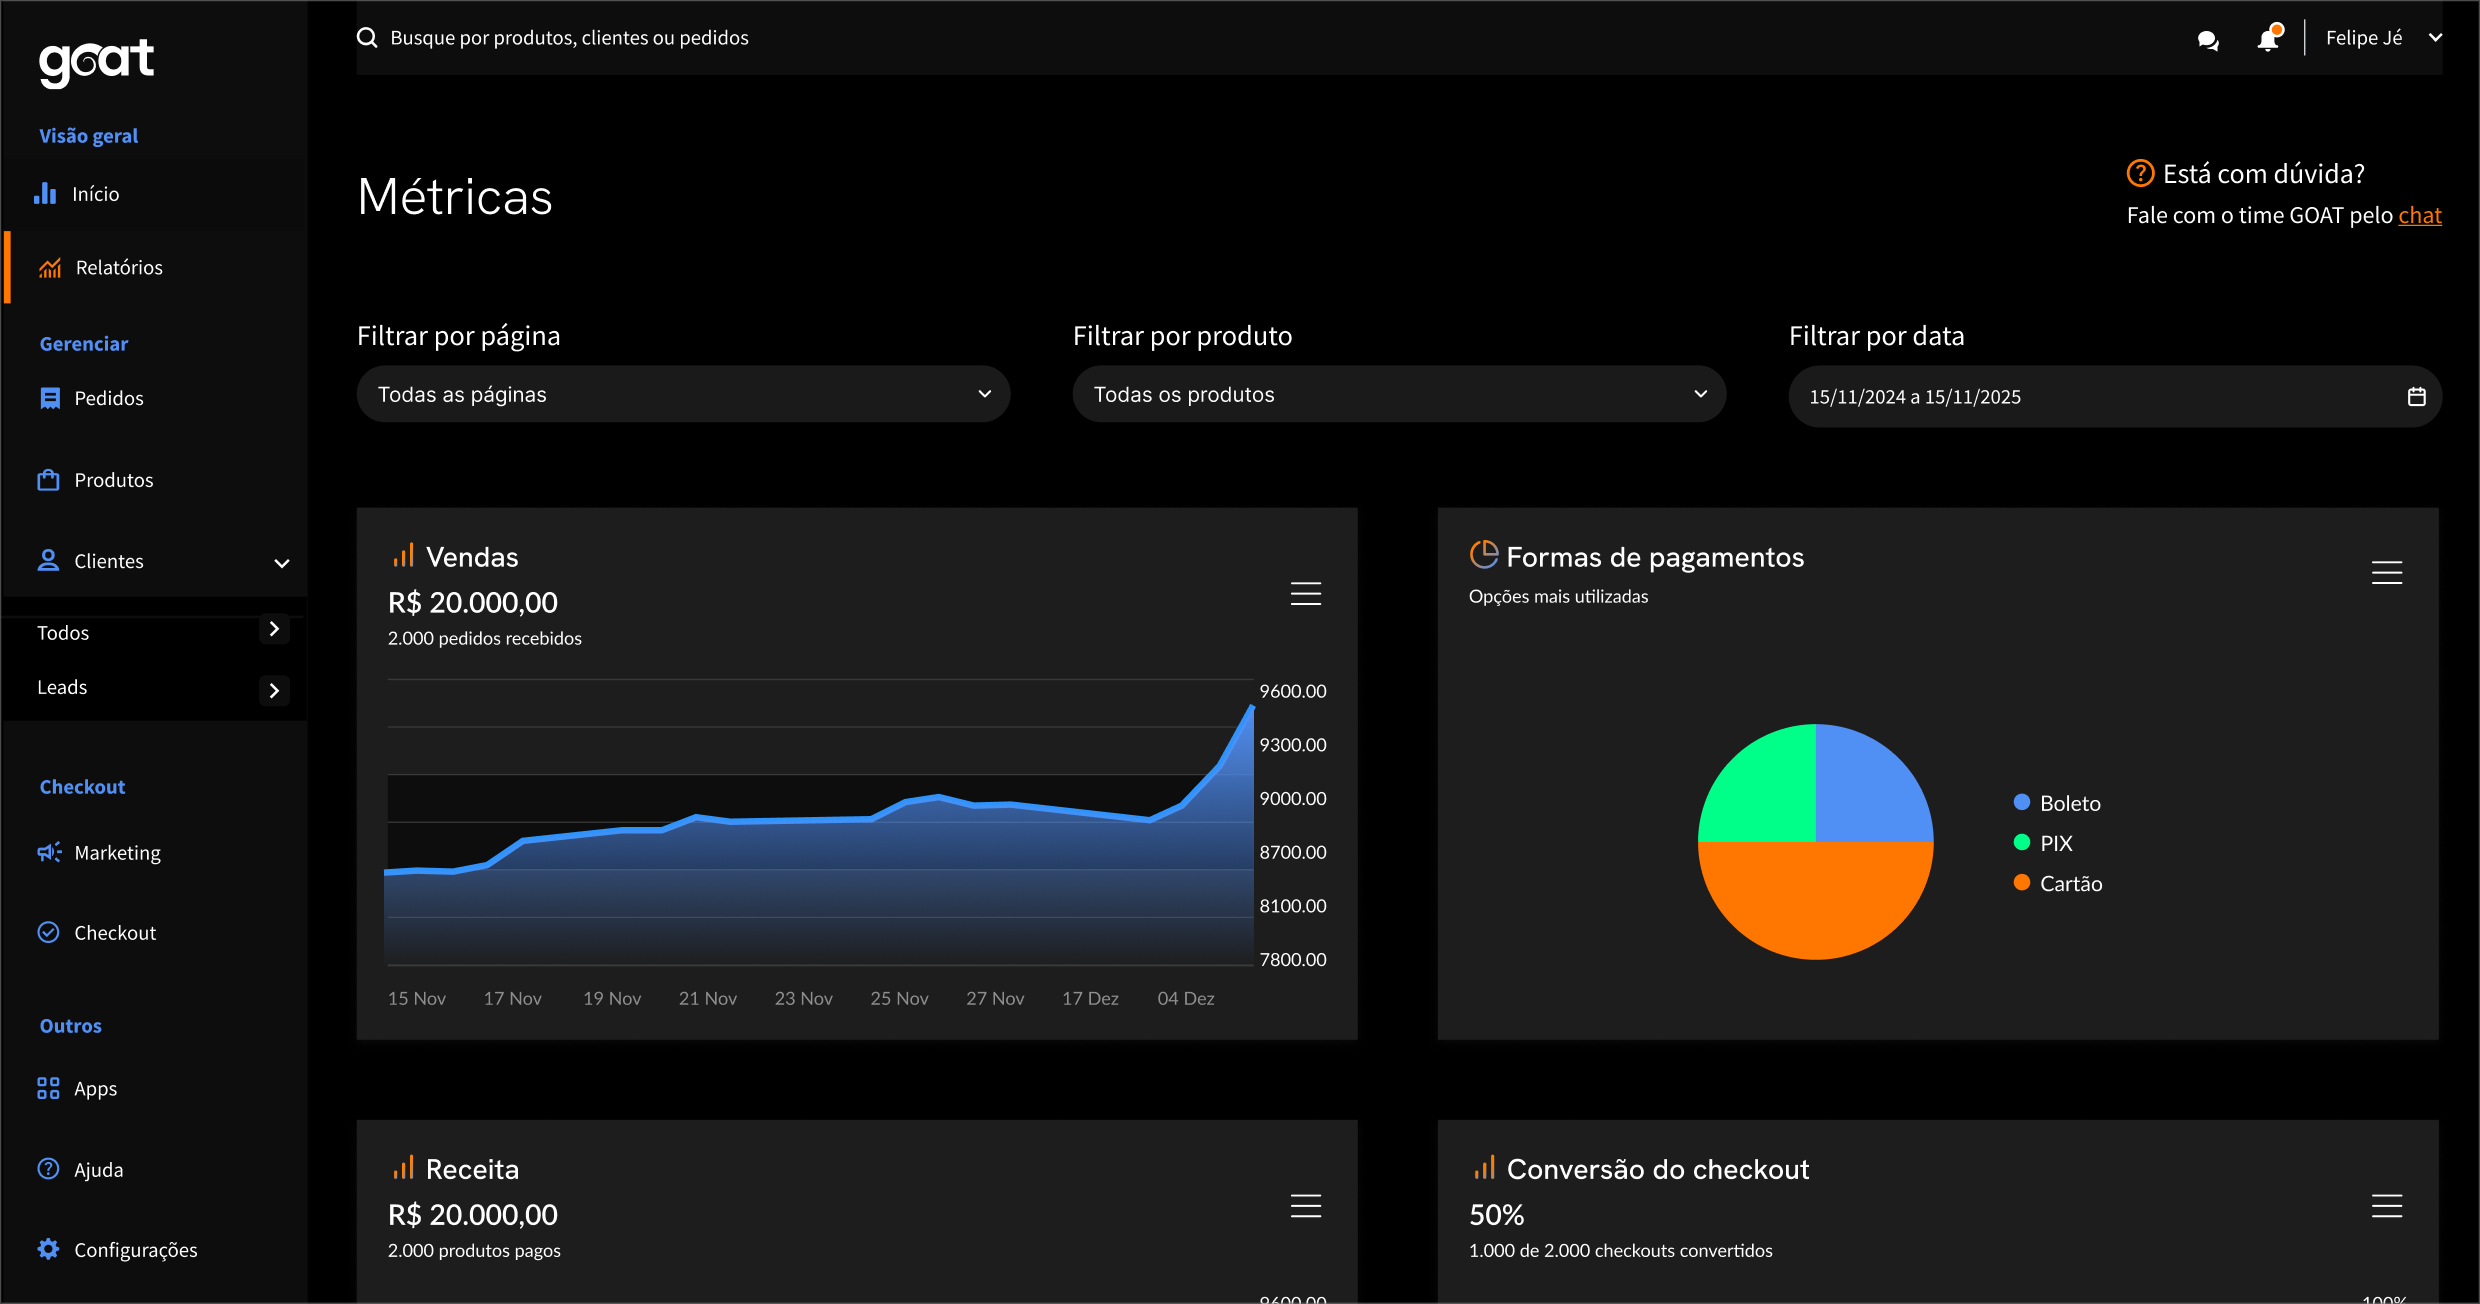 goat
Busque por produtos, clientes ou pedidos
Felipe Jé
Visão geral
Início
Relatórios
Gerenciar
Pedidos
Produtos
Clientes
Todos
Leads
Checkout
Marketing
Checkout
Outros
Apps
Ajuda
Configurações
Métricas
Está com dúvida?
Fale com o time GOAT pelo chat
Filtrar por página
Todas as páginas
Filtrar por produto
Todas os produtos
Filtrar por data
15/11/2024 a 15/11/2025
Vendas
R$ 20.000,00
2.000 pedidos recebidos
9600.00
9300.00
9000.00
8700.00
8100.00
7800.00
15 Nov 17 Nov 19 Nov 21 Nov 23 Nov 25 Nov 27 Nov 17 Dez 04 Dez
Formas de pagamentos
Opções mais utilizadas
Boleto
PIX
Cartão
Receita
R$ 20.000,00
2.000 produtos pagos
9600.00
Conversão do checkout
50%
1.000 de 2.000 checkouts convertidos
100%